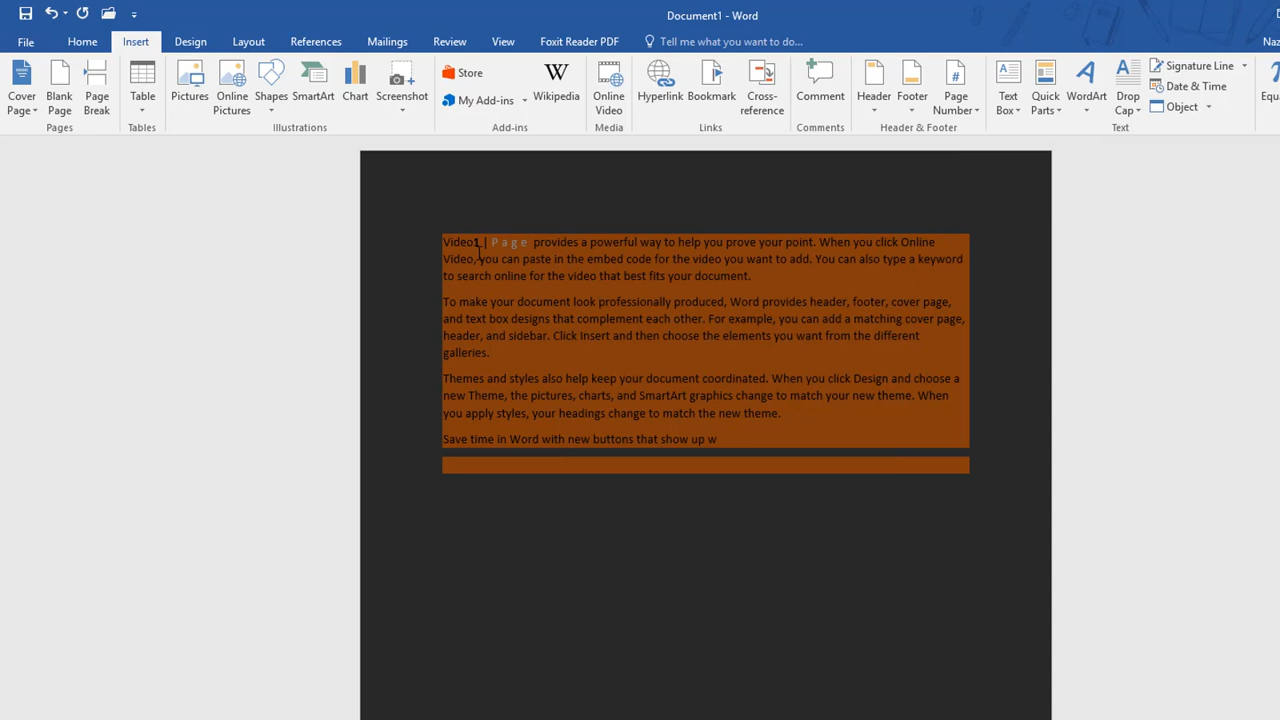 Document1 - Word
File Home Insert Design Layout References Mailings Review View Foxit Reader PDF Tell me what you want to do...
Cover Page
Blank Page
Page Break
Pages
Table
Tables
Pictures
Online Pictures
Shapes
SmartArt
Chart
Screenshot
Illustrations
Store
My Add-ins
Wikipedia
Add-ins
Online Video
Media
Hyperlink
Bookmark
Cross-reference
Links
Comment
Comments
Header
Footer
Page Number
Header & Footer
Text Box
Quick Parts
WordArt
Drop Cap
Signature Line
Date & Time
Object
Text
Video1 | P a g e provides a powerful way to help you prove your point. When you click Online
Video, you can paste in the embed code for the video you want to add. You can also type a keyword
to search online for the video that best fits your document.
To make your document look professionally produced, Word provides header, footer, cover page,
and text box designs that complement each other. For example, you can add a matching cover page,
header, and sidebar. Click Insert and then choose the elements you want from the different
galleries.
Themes and styles also help keep your document coordinated. When you click Design and choose a
new Theme, the pictures, charts, and SmartArt graphics change to match your new theme. When
you apply styles, your headings change to match the new theme.
Save time in Word with new buttons that show up w